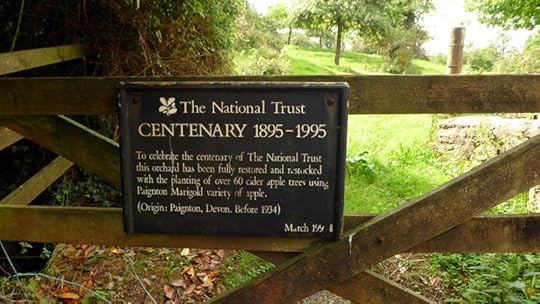 The National Trust
CENTENARY 1895-1995
To celebrate the centenary of The National Trust
this orchard has been fully restored and restocked
with the planting of over 60 cider apple trees using
Paignton Marigold variety of apple.
(Origin: Paignton, Devon. Before 1934)
March